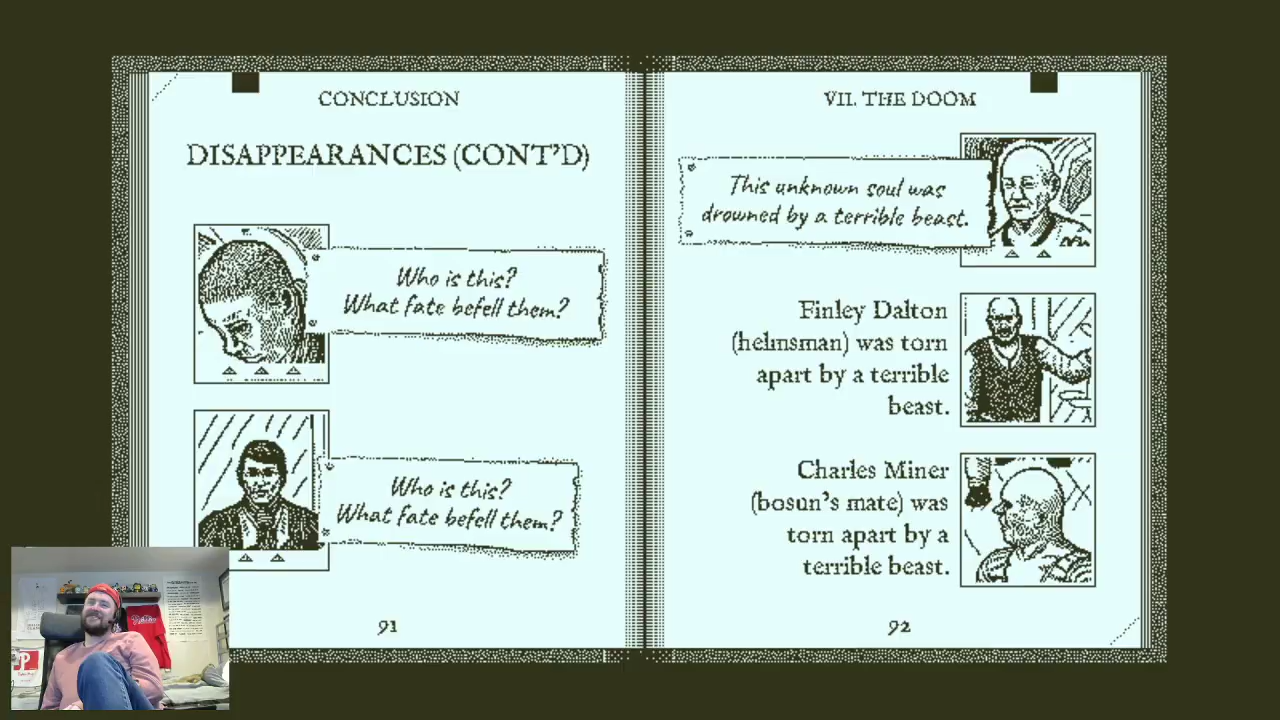 CONCLUSION
DISAPPEARANCES (CONT'D)
Who is this?
What fate befell them?
Who is this?
What fate befell them?
91
VII. THE DOOM
This unknown soul was
drowned by a terrible beast.
Finley Dalton
(helmsman) was torn
apart by a terrible
beast.
Charles Miner
(bosun's mate) was
torn apart by a
terrible beast.
92